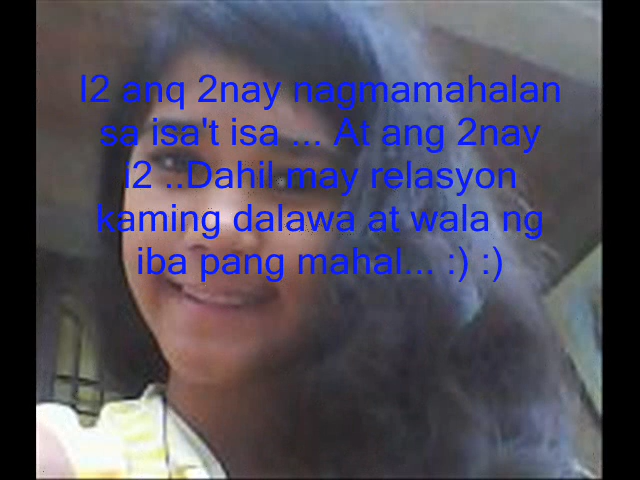 I2 anq 2nay nagmamahalan
sa isa't isa ... At ang 2nay
i2 ..Dahil may relasyon
kaming dalawa at wala ng
iba pang mahal... :) :)